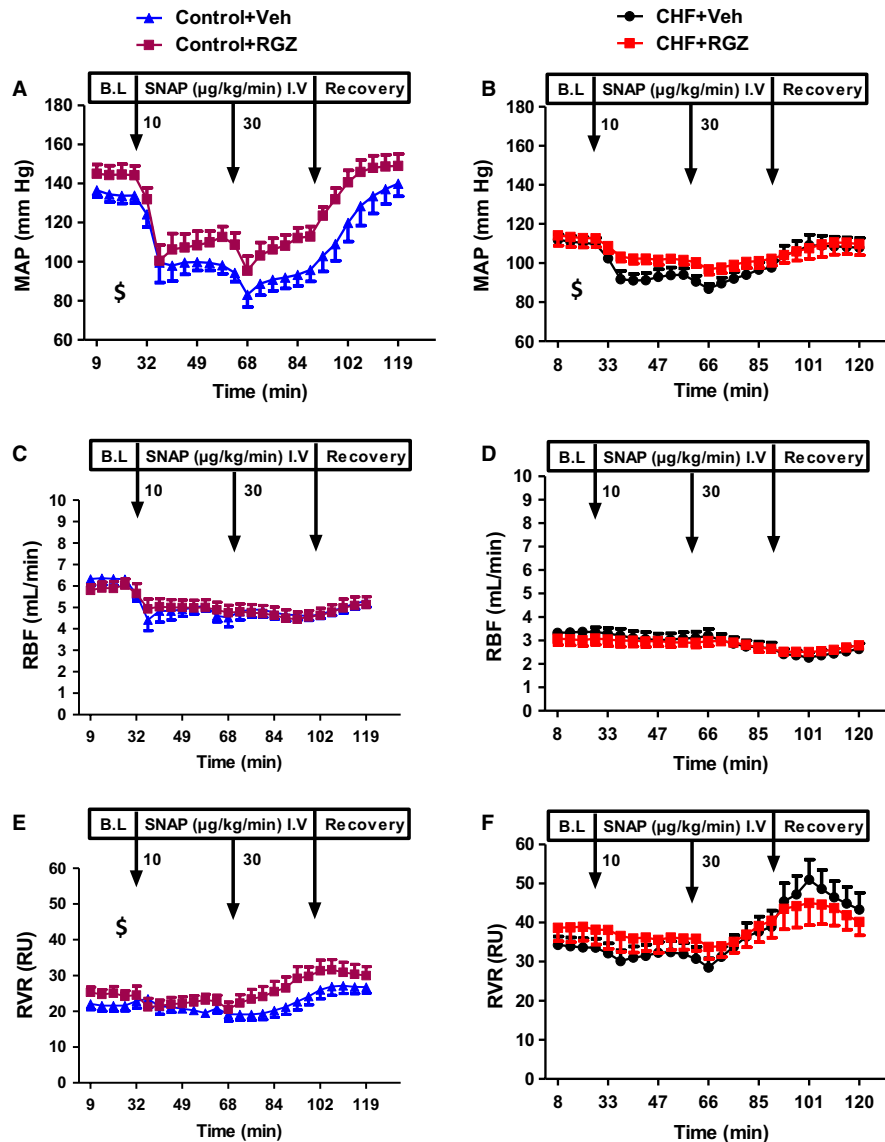 Control+Veh
Control+RGZ
CHF+Veh
CHF+RGZ
A
B.L SNAP (µg/kg/min) I.V Recovery
10
30
180
160
140
120
100
80
60
MAP (mm Hg)
$
9 32 49 68 84 102 119
Time (min)
B
B.L SNAP (µg/kg/min) I.V Recovery
10
30
180
160
140
120
100
80
60
MAP (mm Hg)
$
8 33 47 66 85 101 120
Time (min)
C
B.L SNAP (µg/kg/min) I.V Recovery
10
30
10
9
8
7
6
5
4
3
2
1
0
RBF (mL/min)
9 32 49 68 84 102 119
Time (min)
D
B.L SNAP (µg/kg/min) I.V Recovery
10
30
10
9
8
7
6
5
4
3
2
1
0
RBF (mL/min)
8 33 47 66 85 101 120
Time (min)
E
B.L SNAP (µg/kg/min) I.V Recovery
10
30
60
50
40
30
20
10
0
RVR (RU)
$
9 32 49 68 84 102 119
Time (min)
F
B.L SNAP (µg/kg/min) I.V Recovery
10
30
60
50
40
30
20
10
0
RVR (RU)
8 33 47 66 85 101 120
Time (min)